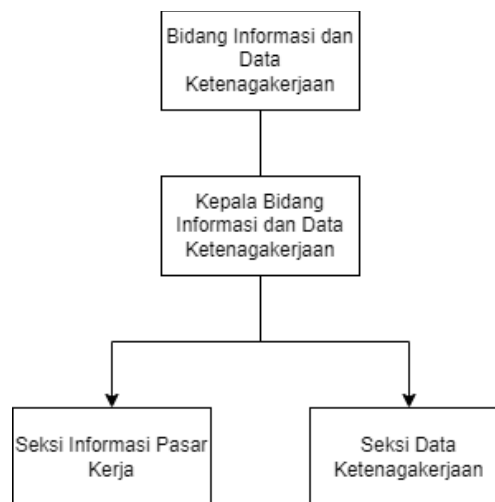 Bidang Informasi dan
Data
Ketenagakerjaan
Kepala Bidang
Informasi dan Data
Ketenagakerjaan
Seksi Informasi Pasar
Kerja
Seksi Data
Ketenagakerjaan